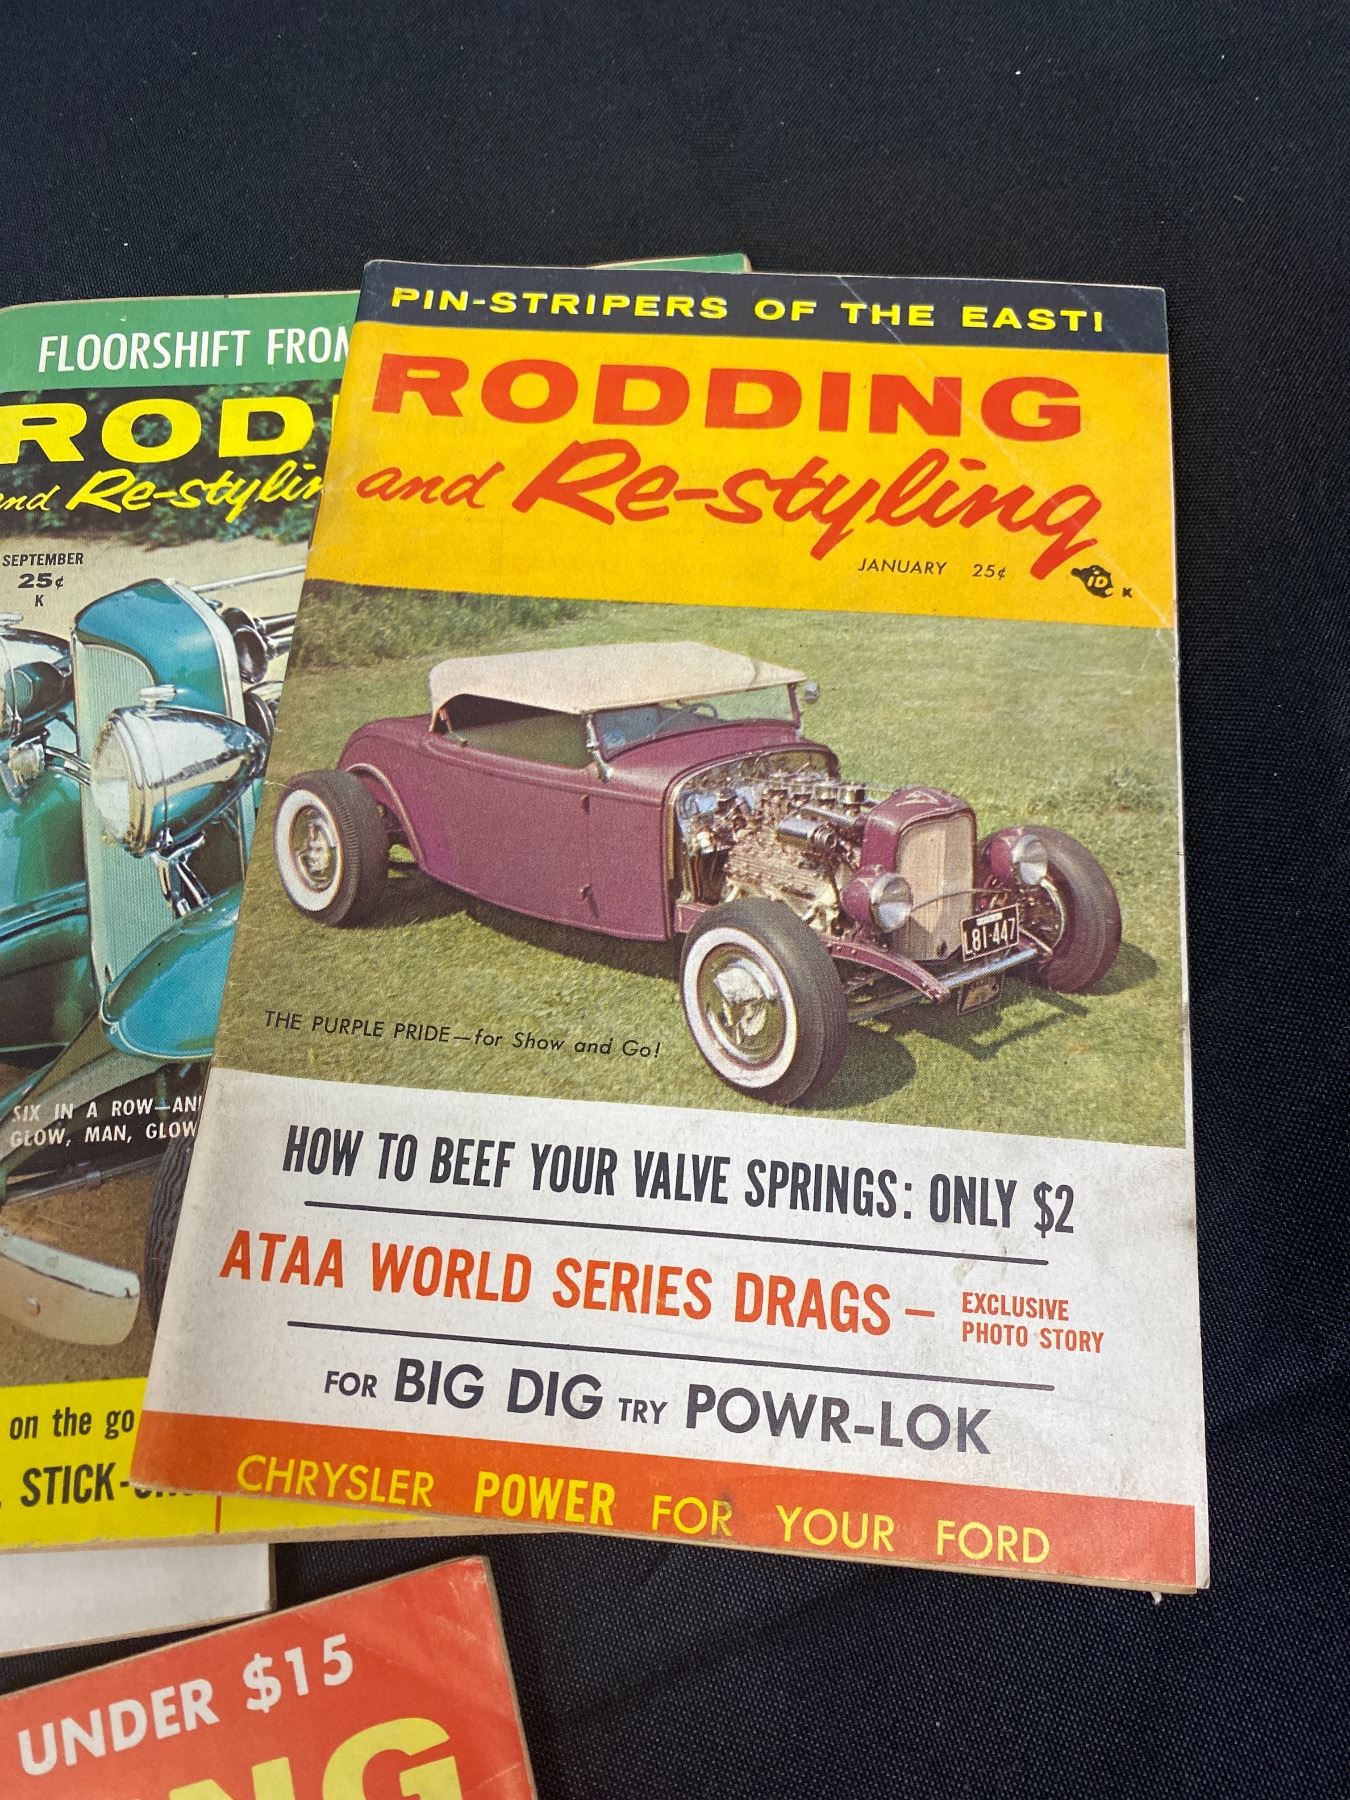 PIN-STRIPERS OF THE EAST!
RODDING
and Re-styling
JANUARY 25¢
iD K
L81-447
THE PURPLE PRIDE—for Show and Go!
HOW TO BEEF YOUR VALVE SPRINGS: ONLY $2
ATAA WORLD SERIES DRAGS —
EXCLUSIVE
PHOTO STORY
FOR BIG DIG TRY POWR-LOK
CHRYSLER POWER FOR YOUR FORD
FLOORSHIFT FROM
ROD
and Re-stylin
SEPTEMBER
25¢
K
SIX IN A ROW—AN
GLOW, MAN, GLOW
on the go
STICK-
UNDER $15
NG